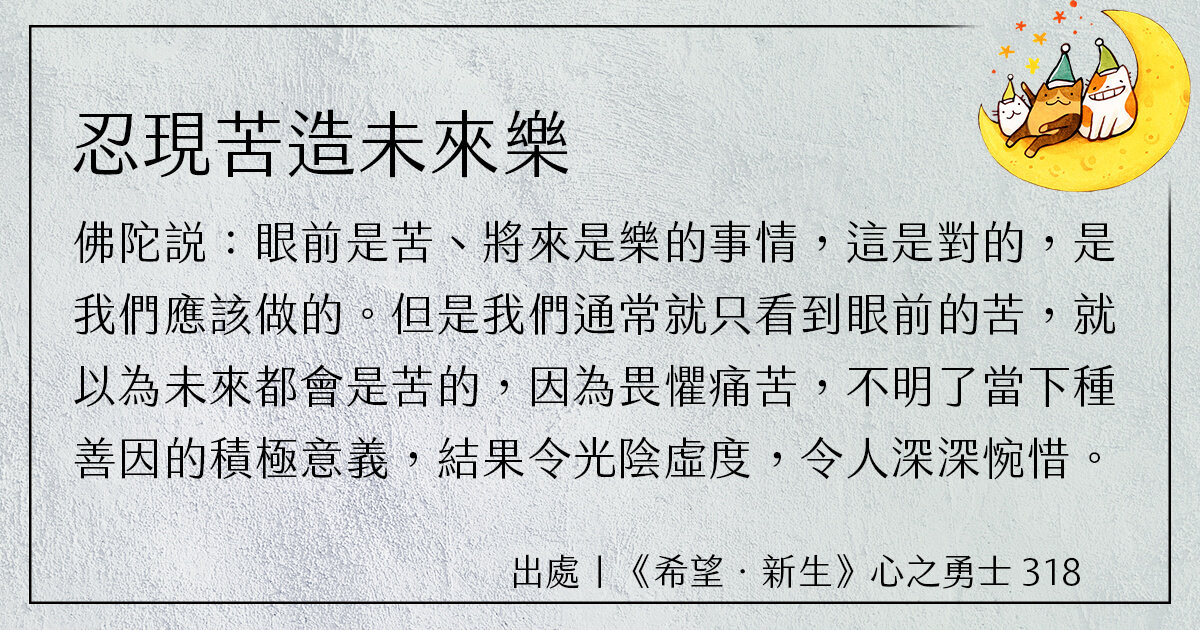 忍現苦造未來樂
佛陀説：眼前是苦、將來是樂的事情，這是對的，是
我們應該做的。但是我們通常就只看到眼前的苦，就
以為未來都會是苦的，因為畏懼痛苦，不明了當下種
善因的積極意義，結果令光陰虛度，令人深深惋惜。
出處丨《希望．新生》心之勇士 318